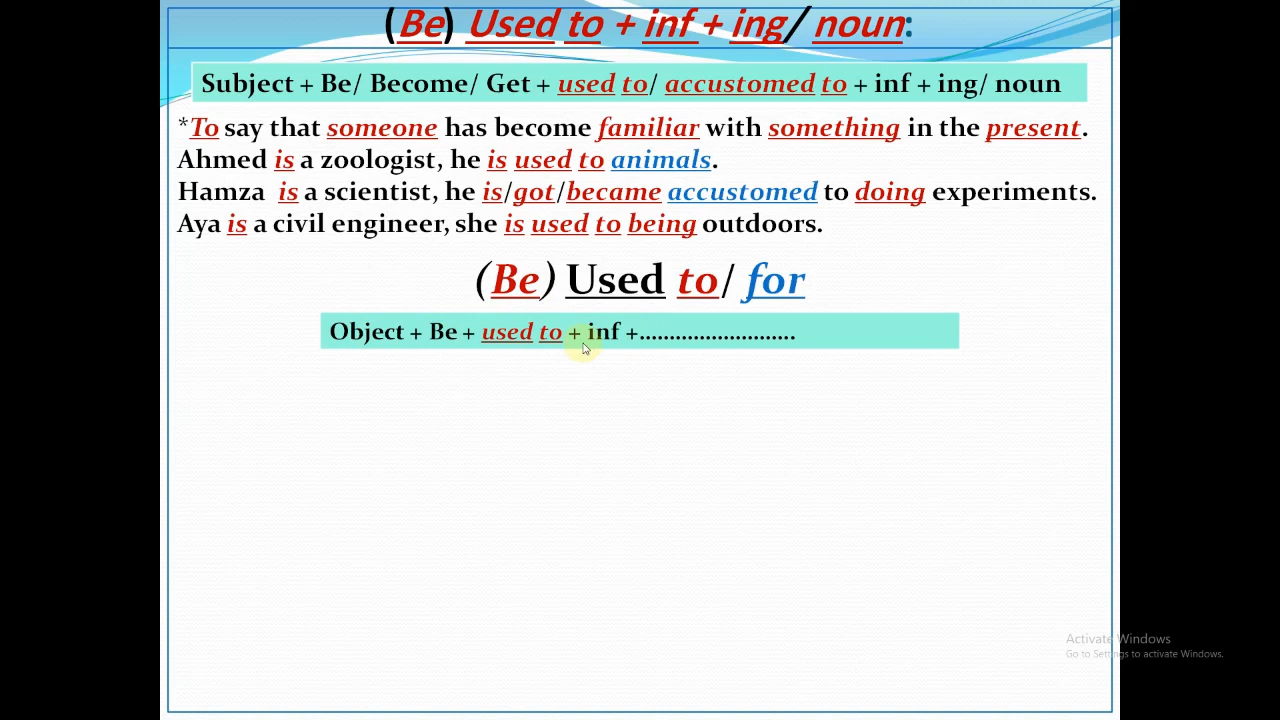 (Be) Used to + inf + ing/ noun:
Subject + Be/ Become/ Get + used to/ accustomed to + inf + ing/ noun
*To say that someone has become familiar with something in the present.
Ahmed is a zoologist, he is used to animals.
Hamza is a scientist, he is/got/became accustomed to doing experiments.
Aya is a civil engineer, she is used to being outdoors.
(Be) Used to/ for
Object + Be + used to + inf +..........................
Activate Windows
Go to Settings to activate Windows.